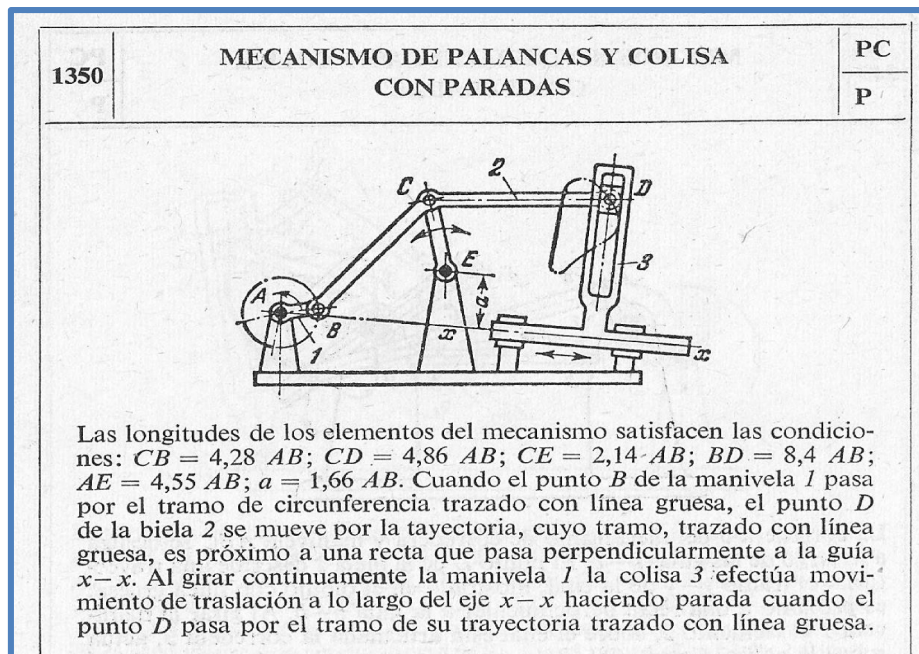 1350
MECANISMO DE PALANCAS Y COLISA
CON PARADAS
PC
P
2
C
D
E
3
A
a
B
x
1
x
Las longitudes de los elementos del mecanismo satisfacen las condicio-
nes: CB = 4,28 AB; CD = 4,86 AB; CE = 2,14 AB; BD = 8,4 AB;
AE = 4,55 AB; a = 1,66 AB. Cuando el punto B de la manivela 1 pasa
por el tramo de circunferencia trazado con línea gruesa, el punto D
de la biela 2 se mueve por la tayectoria, cuyo tramo, trazado con línea
gruesa, es próximo a una recta que pasa perpendicularmente a la guía
x—x. Al girar continuamente la manivela 1 la colisa 3 efectúa movi-
miento de traslación a lo largo del eje x—x haciendo parada cuando el
punto D pasa por el tramo de su trayectoria trazado con línea gruesa.